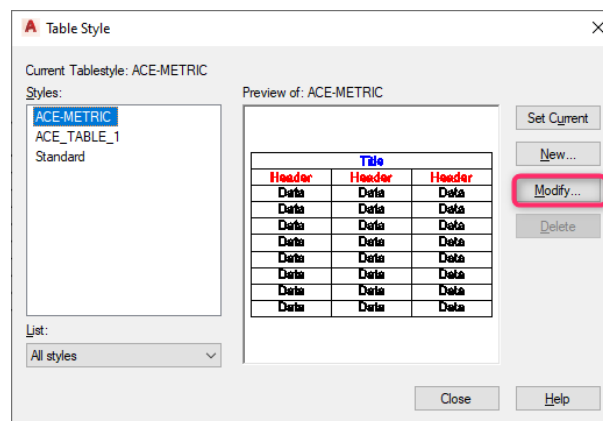 A Table Style
Current Tablestyle: ACE-METRIC
Styles:
ACE-METRIC
ACE_TABLE_1
Standard
List:
All styles
Preview of: ACE-METRIC
Title
Header Header Header
Data Data Data
Data Data Data
Data Data Data
Data Data Data
Data Data Data
Data Data Data
Data Data Data
Data Data Data
Set Current
New...
Modify...
Delete
Close Help